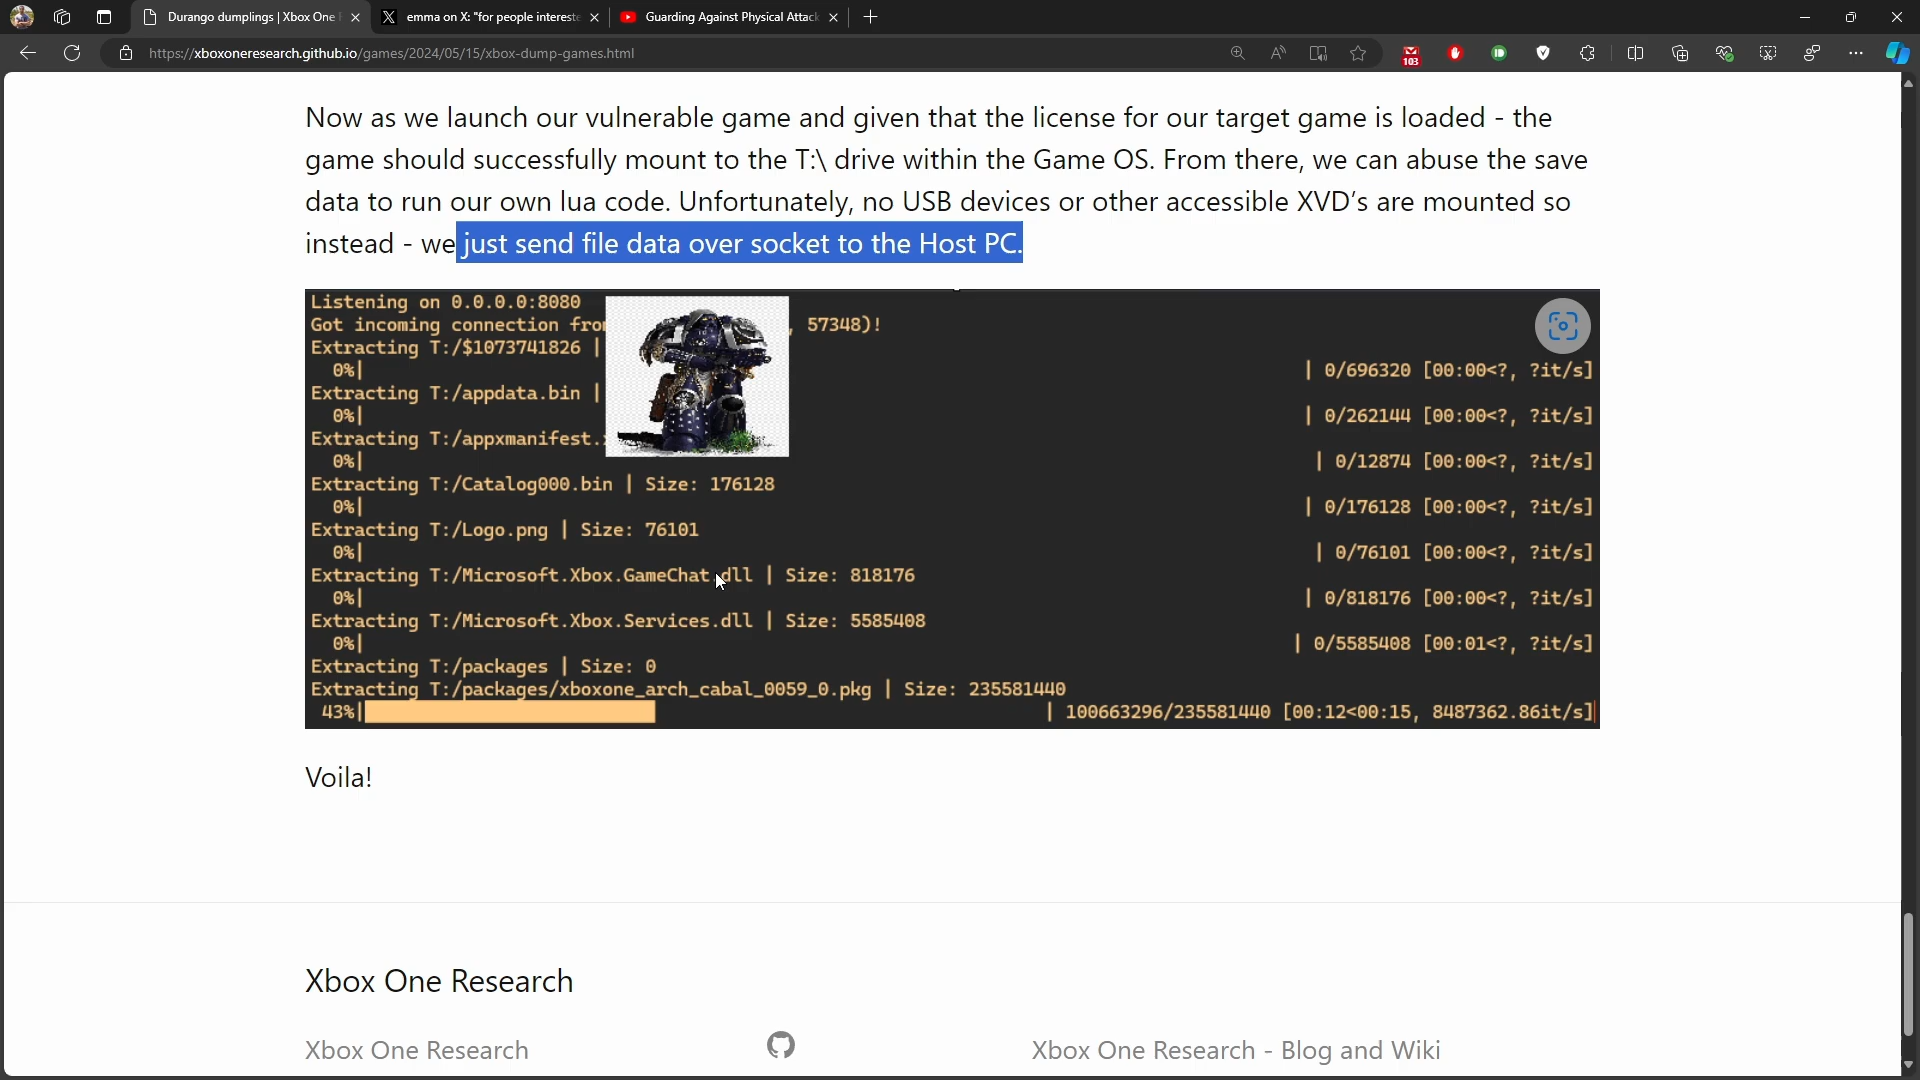 Durango dumplings | Xbox One
emma on X: "for people intereste
Guarding Against Physical Attack
https://xboxoneresearch.github.io/games/2024/05/15/xbox-dump-games.html
103
Now as we launch our vulnerable game and given that the license for our target game is loaded - the
game should successfully mount to the T:\ drive within the Game OS. From there, we can abuse the save
data to run our own lua code. Unfortunately, no USB devices or other accessible XVD’s are mounted so
instead - we just send file data over socket to the Host PC.
Listening on 0.0.0.0:8080
Got incoming connection from , 57348)!
Extracting T:/$1073741826 |
0%| | 0/696320 [00:00<?, ?it/s]
Extracting T:/appdata.bin |
0%| | 0/262144 [00:00<?, ?it/s]
Extracting T:/appxmanifest.
0%| | 0/12874 [00:00<?, ?it/s]
Extracting T:/Catalog000.bin | Size: 176128
0%| | 0/176128 [00:00<?, ?it/s]
Extracting T:/Logo.png | Size: 76101
0%| | 0/76101 [00:00<?, ?it/s]
Extracting T:/Microsoft.Xbox.GameChat.dll | Size: 818176
0%| | 0/818176 [00:00<?, ?it/s]
Extracting T:/Microsoft.Xbox.Services.dll | Size: 5585408
0%| | 0/5585408 [00:01<?, ?it/s]
Extracting T:/packages | Size: 0
Extracting T:/packages/xboxone_arch_cabal_0059_0.pkg | Size: 235581440
43%| | 100663296/235581440 [00:12<00:15, 8487362.86it/s]
Voila!
Xbox One Research
Xbox One Research
Xbox One Research - Blog and Wiki